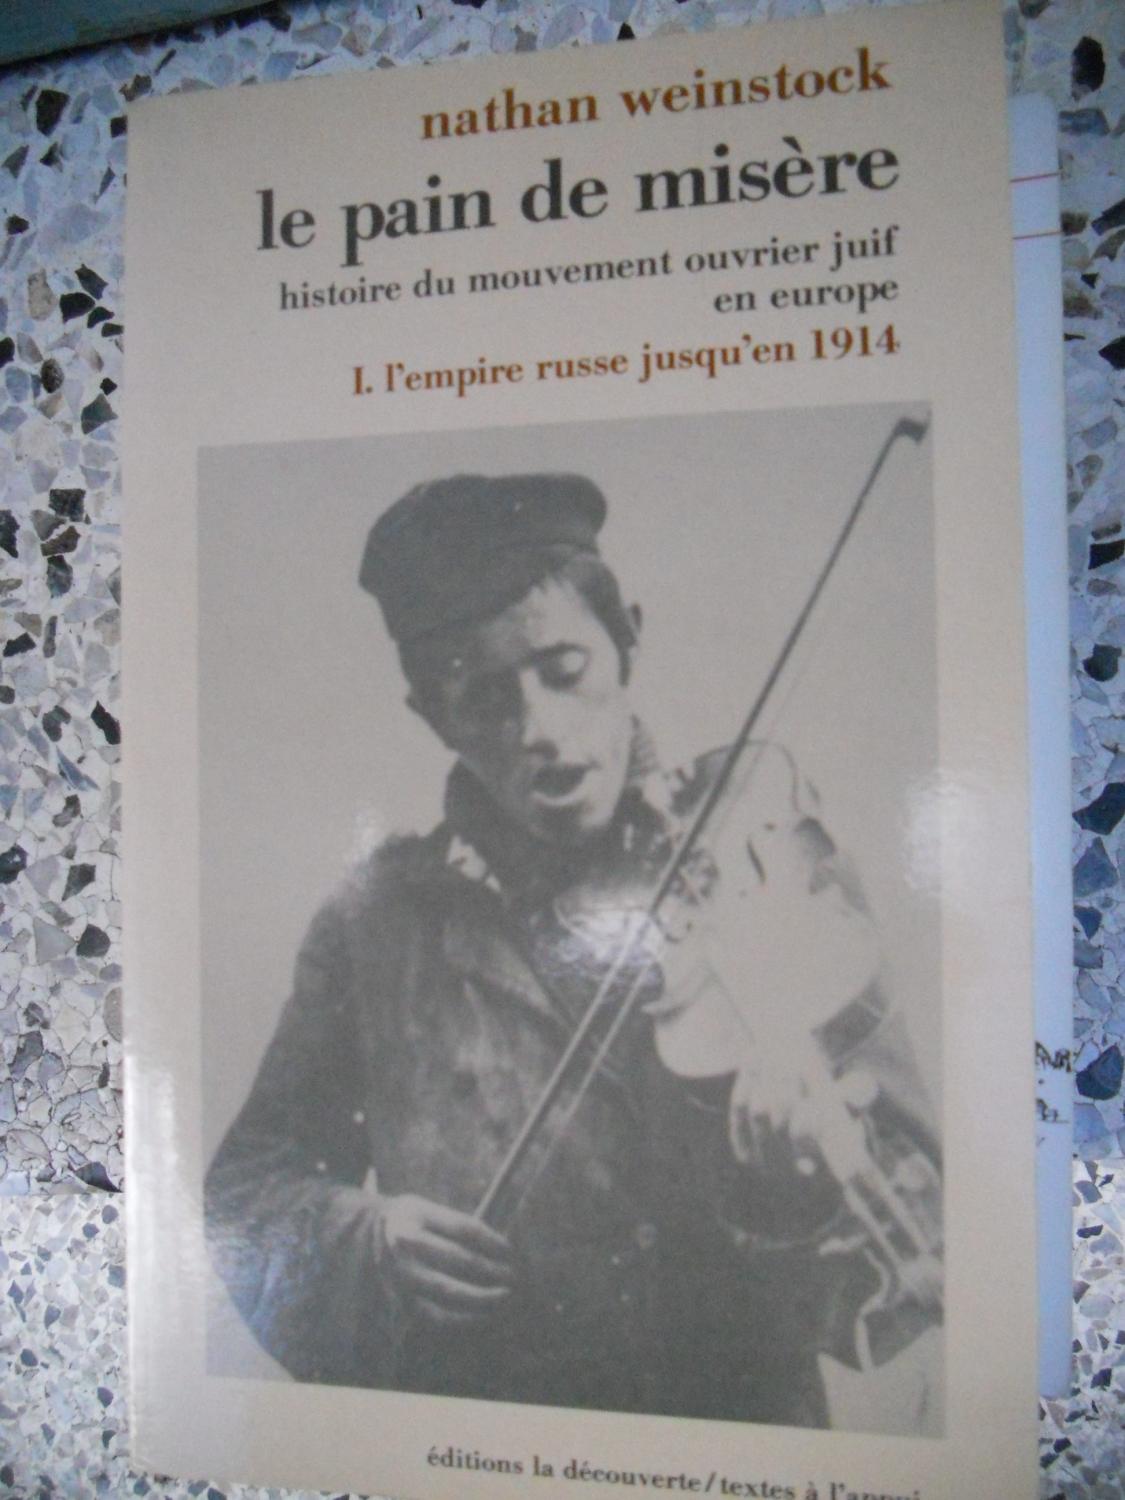 nathan weinstock
le pain de misère
histoire du mouvement ouvrier juif
en europe
I. l'empire russe jusqu'en 1914
éditions la découverte/textes à l'appui